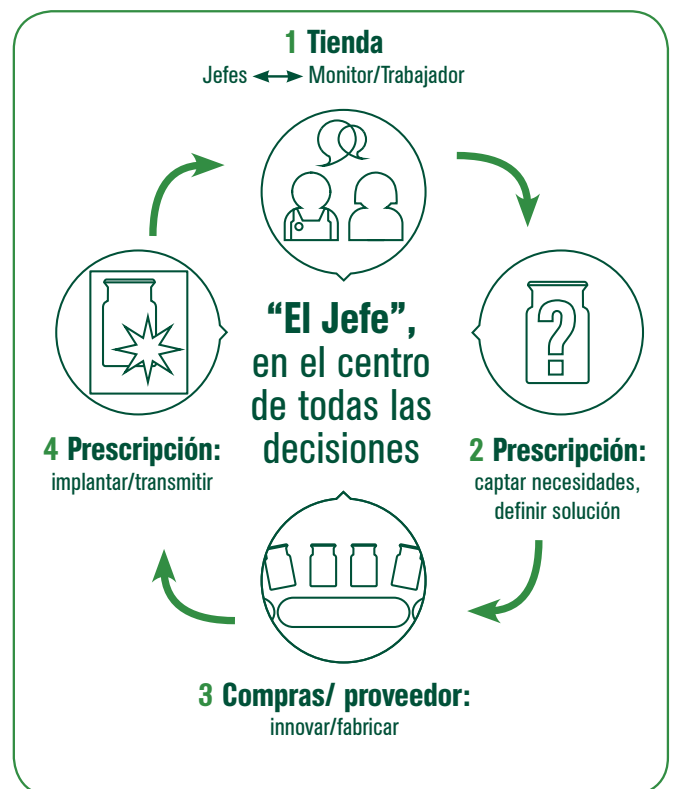 1 Tienda
Jefes ⟷ Monitor/Trabajador
“El Jefe”,
en el centro
de todas las
decisiones
?
2 Prescripción:
captar necesidades,
definir solución
3 Compras/ proveedor:
innovar/fabricar
4 Prescripción:
implantar/transmitir